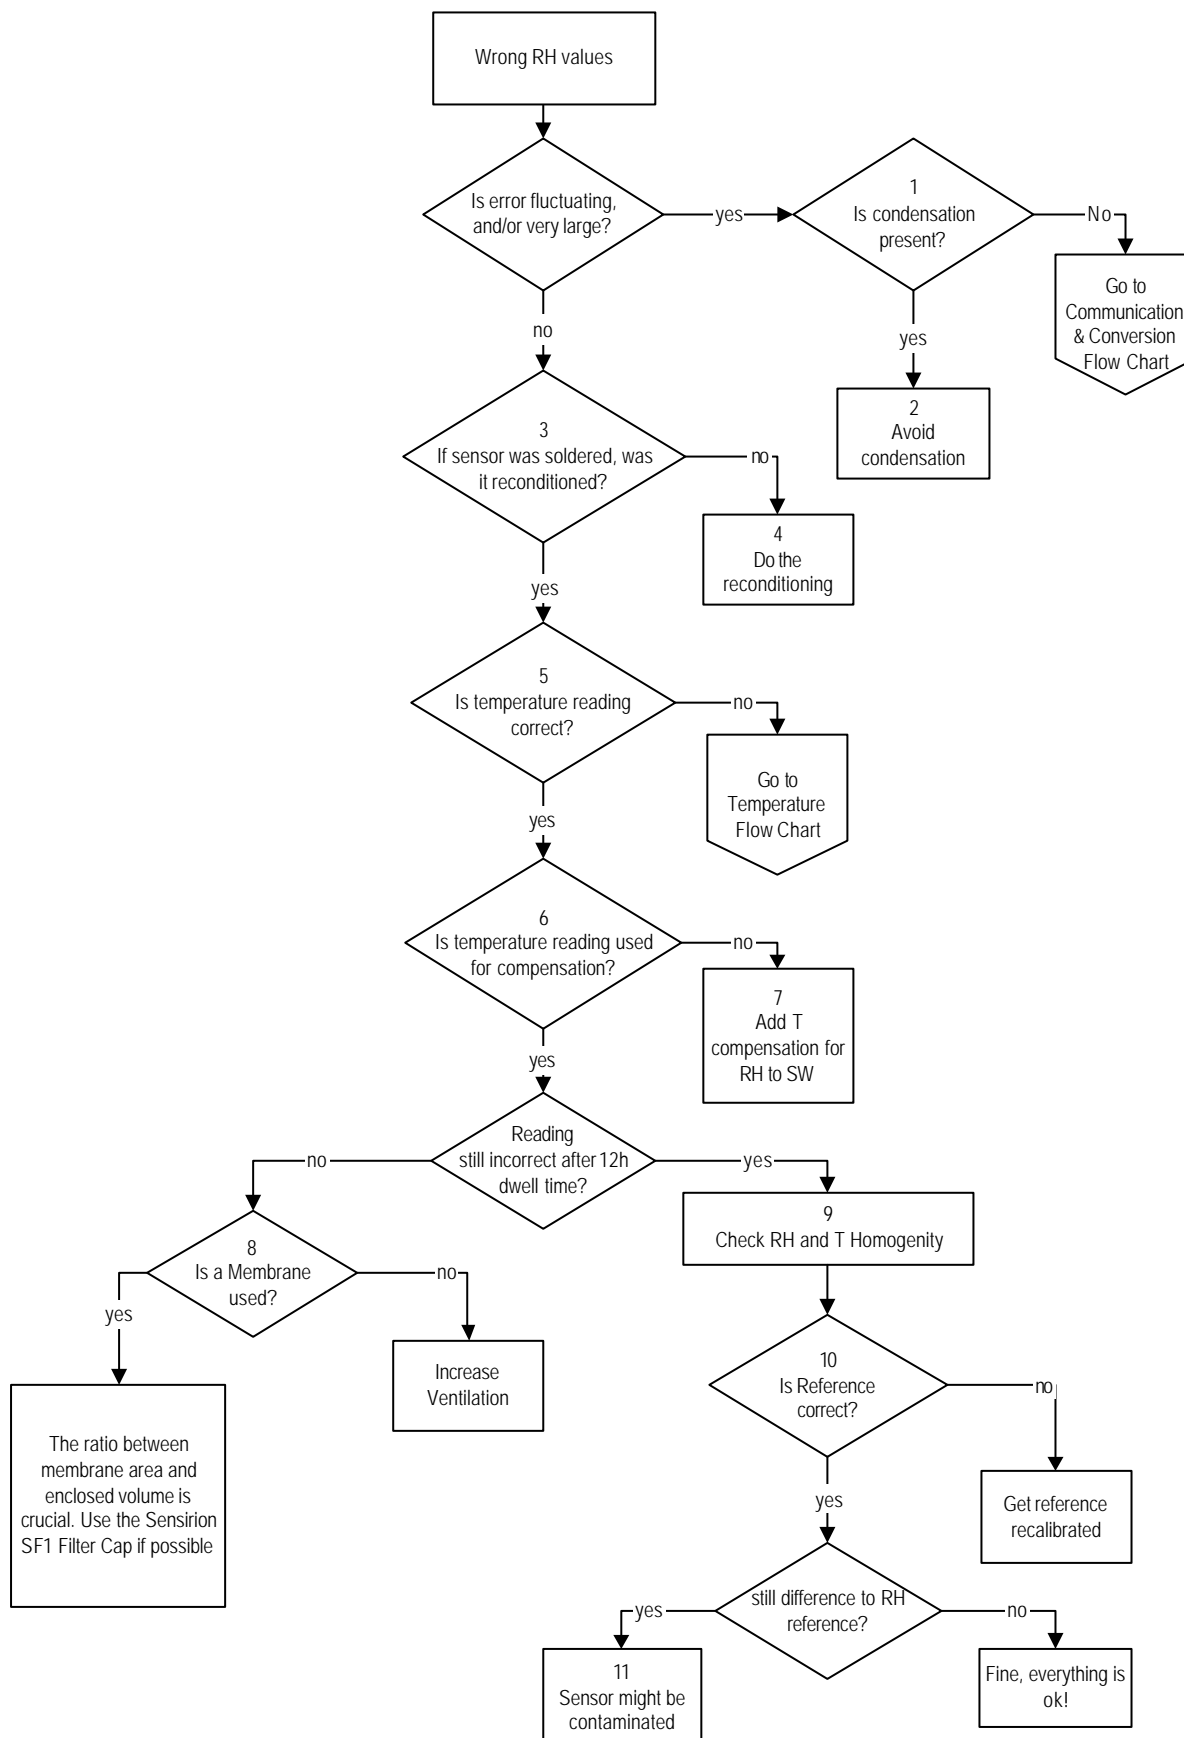 Wrong RH values
Is error fluctuating,
and/or very large?
yes
1
Is condensation
present?
No
Go to
Communication
& Conversion
Flow Chart
no
yes
2
Avoid
condensation
3
If sensor was soldered, was
it reconditioned?
no
4
Do the
reconditioning
yes
5
Is temperature reading
correct?
no
Go to
Temperature
Flow Chart
yes
6
Is temperature reading used
for compensation?
no
7
Add T
compensation for
RH to SW
yes
Reading
still incorrect after 12h
dwell time?
no
yes
8
Is a Membrane
used?
yes
no
Increase
Ventilation
The ratio between
membrane area and
enclosed volume is
crucial. Use the Sensirion
SF1 Filter Cap if possible
9
Check RH and T Homogenity
10
Is Reference
correct?
no
Get reference
recalibrated
yes
still difference to RH
reference?
yes
no
11
Sensor might be
contaminated
Fine, everything is
ok!